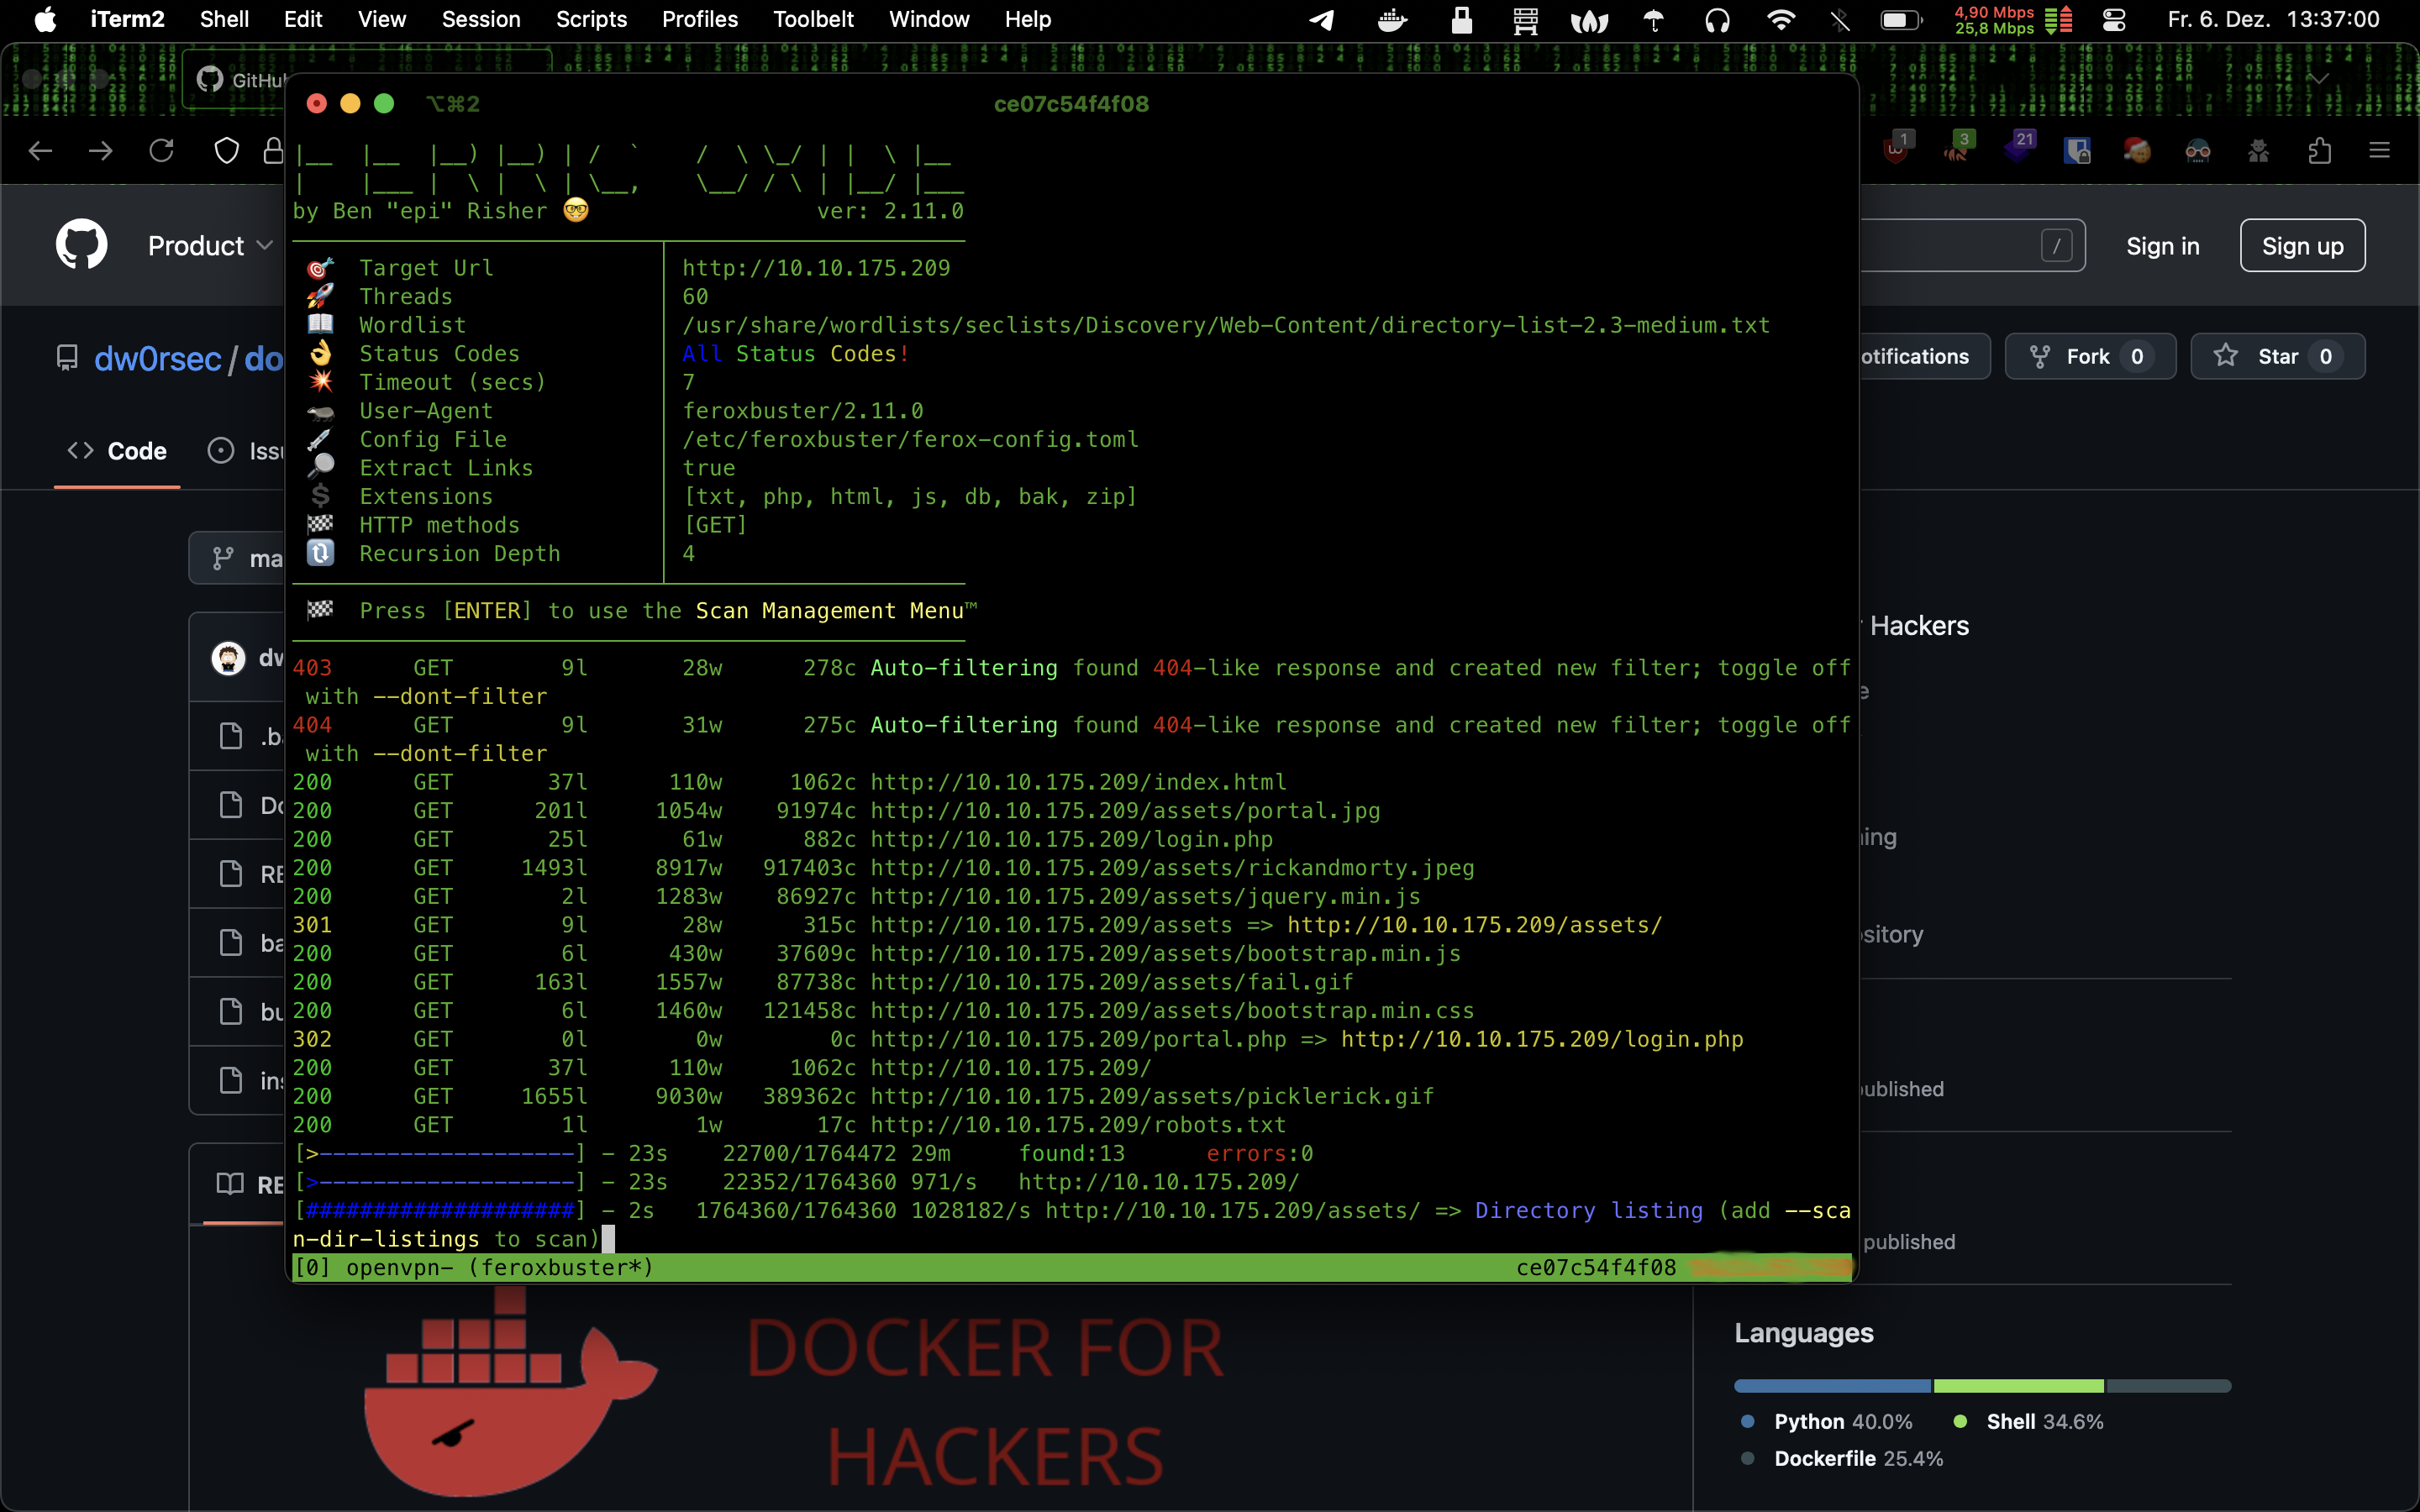 iTerm2 Shell Edit View Session Scripts Profiles Toolbelt Window Help 4,90 Mbps 25,8 Mbps Fr. 6. Dez. 13:37:00
GitHu
⌥⌘2 ce07c54f4f08
1 3 21
by Ben "epi" Risher 🤓 ver: 2.11.0
Product / Sign in Sign up
🎯 Target Url http://10.10.175.209
🚀 Threads 60
📖 Wordlist /usr/share/wordlists/seclists/Discovery/Web-Content/directory-list-2.3-medium.txt
👌 Status Codes All Status Codes!
💥 Timeout (secs) 7
🦡 User-Agent feroxbuster/2.11.0
💉 Config File /etc/feroxbuster/ferox-config.toml
🔎 Extract Links true
💲 Extensions [txt, php, html, js, db, bak, zip]
🏁 HTTP methods [GET]
🔃 Recursion Depth 4
🏁 Press [ENTER] to use the Scan Management Menu™
403 GET 9l 28w 278c Auto-filtering found 404-like response and created new filter; toggle off
with --dont-filter
404 GET 9l 31w 275c Auto-filtering found 404-like response and created new filter; toggle off
with --dont-filter
200 GET 37l 110w 1062c http://10.10.175.209/index.html
200 GET 201l 1054w 91974c http://10.10.175.209/assets/portal.jpg
200 GET 25l 61w 882c http://10.10.175.209/login.php
200 GET 1493l 8917w 917403c http://10.10.175.209/assets/rickandmorty.jpeg
200 GET 2l 1283w 86927c http://10.10.175.209/assets/jquery.min.js
301 GET 9l 28w 315c http://10.10.175.209/assets => http://10.10.175.209/assets/
200 GET 6l 430w 37609c http://10.10.175.209/assets/bootstrap.min.js
200 GET 163l 1557w 87738c http://10.10.175.209/assets/fail.gif
200 GET 6l 1460w 121458c http://10.10.175.209/assets/bootstrap.min.css
302 GET 0l 0w 0c http://10.10.175.209/portal.php => http://10.10.175.209/login.php
200 GET 37l 110w 1062c http://10.10.175.209/
200 GET 1655l 9030w 389362c http://10.10.175.209/assets/picklerick.gif
200 GET 1l 1w 17c http://10.10.175.209/robots.txt
[>-------------------] - 23s 22700/1764472 29m found:13 errors:0
[>-------------------] - 23s 22352/1764360 971/s http://10.10.175.209/
[####################] - 2s 1764360/1764360 1028182/s http://10.10.175.209/assets/ => Directory listing (add --sca
n-dir-listings to scan)
[0] openvpn- (feroxbuster*) ce07c54f4f08
dw0rsec / do
otifications Fork 0 Star 0
Code Issu
ma
Hackers
dw
e
.ba
Do
ing
RE
ository
ba
bu
ublished
ins
RE
published
DOCKER FOR
HACKERS
Languages
Python 40.0% Shell 34.6%
Dockerfile 25.4%